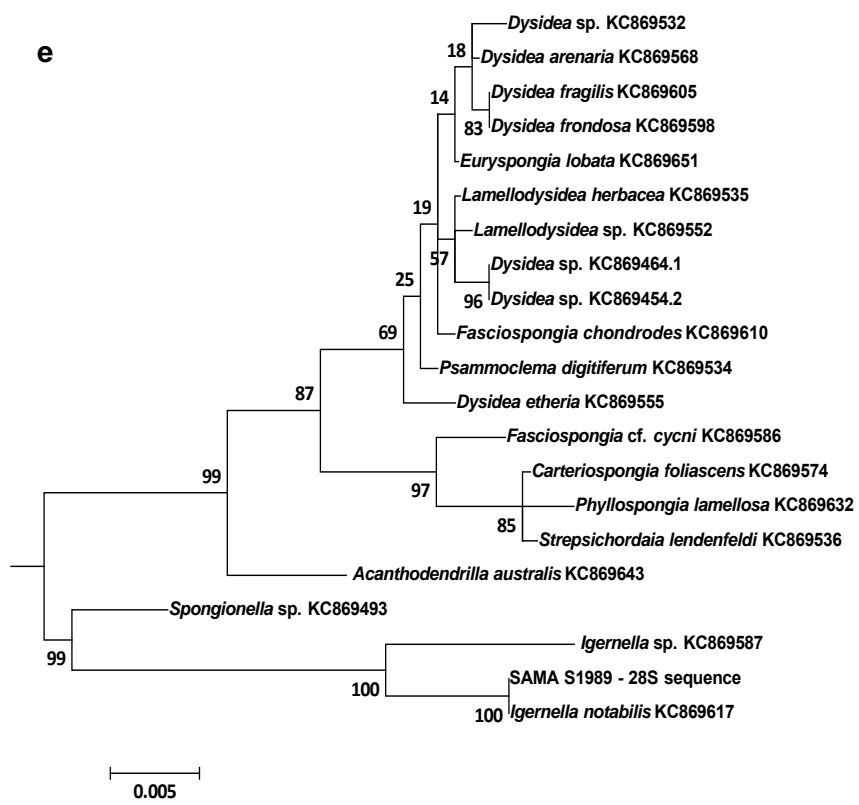 e
Dysidea sp. KC869532
18
Dysidea arenaria KC869568
Dysidea fragilis KC869605
14
83
Dysidea frondosa KC869598
Euryspongia lobata KC869651
Lamellodysidea herbacea KC869535
19
Lamellodysidea sp. KC869552
57
Dysidea sp. KC869464.1
25
96
Dysidea sp. KC869454.2
69
Fasciospongia chondrodes KC869610
Psammoclema digitiferum KC869534
87
Dysidea etheria KC869555
Fasciospongia cf. cycni KC869586
99
Carteriospongia foliascens KC869574
97
Phyllospongia lamellosa KC869632
85
Strepsichordaia lendenfeldi KC869536
Acanthodendrilla australis KC869643
Spongionella sp. KC869493
99
Igernella sp. KC869587
100
SAMA S1989 - 28S sequence
100
Igernella notabilis KC869617
0.005